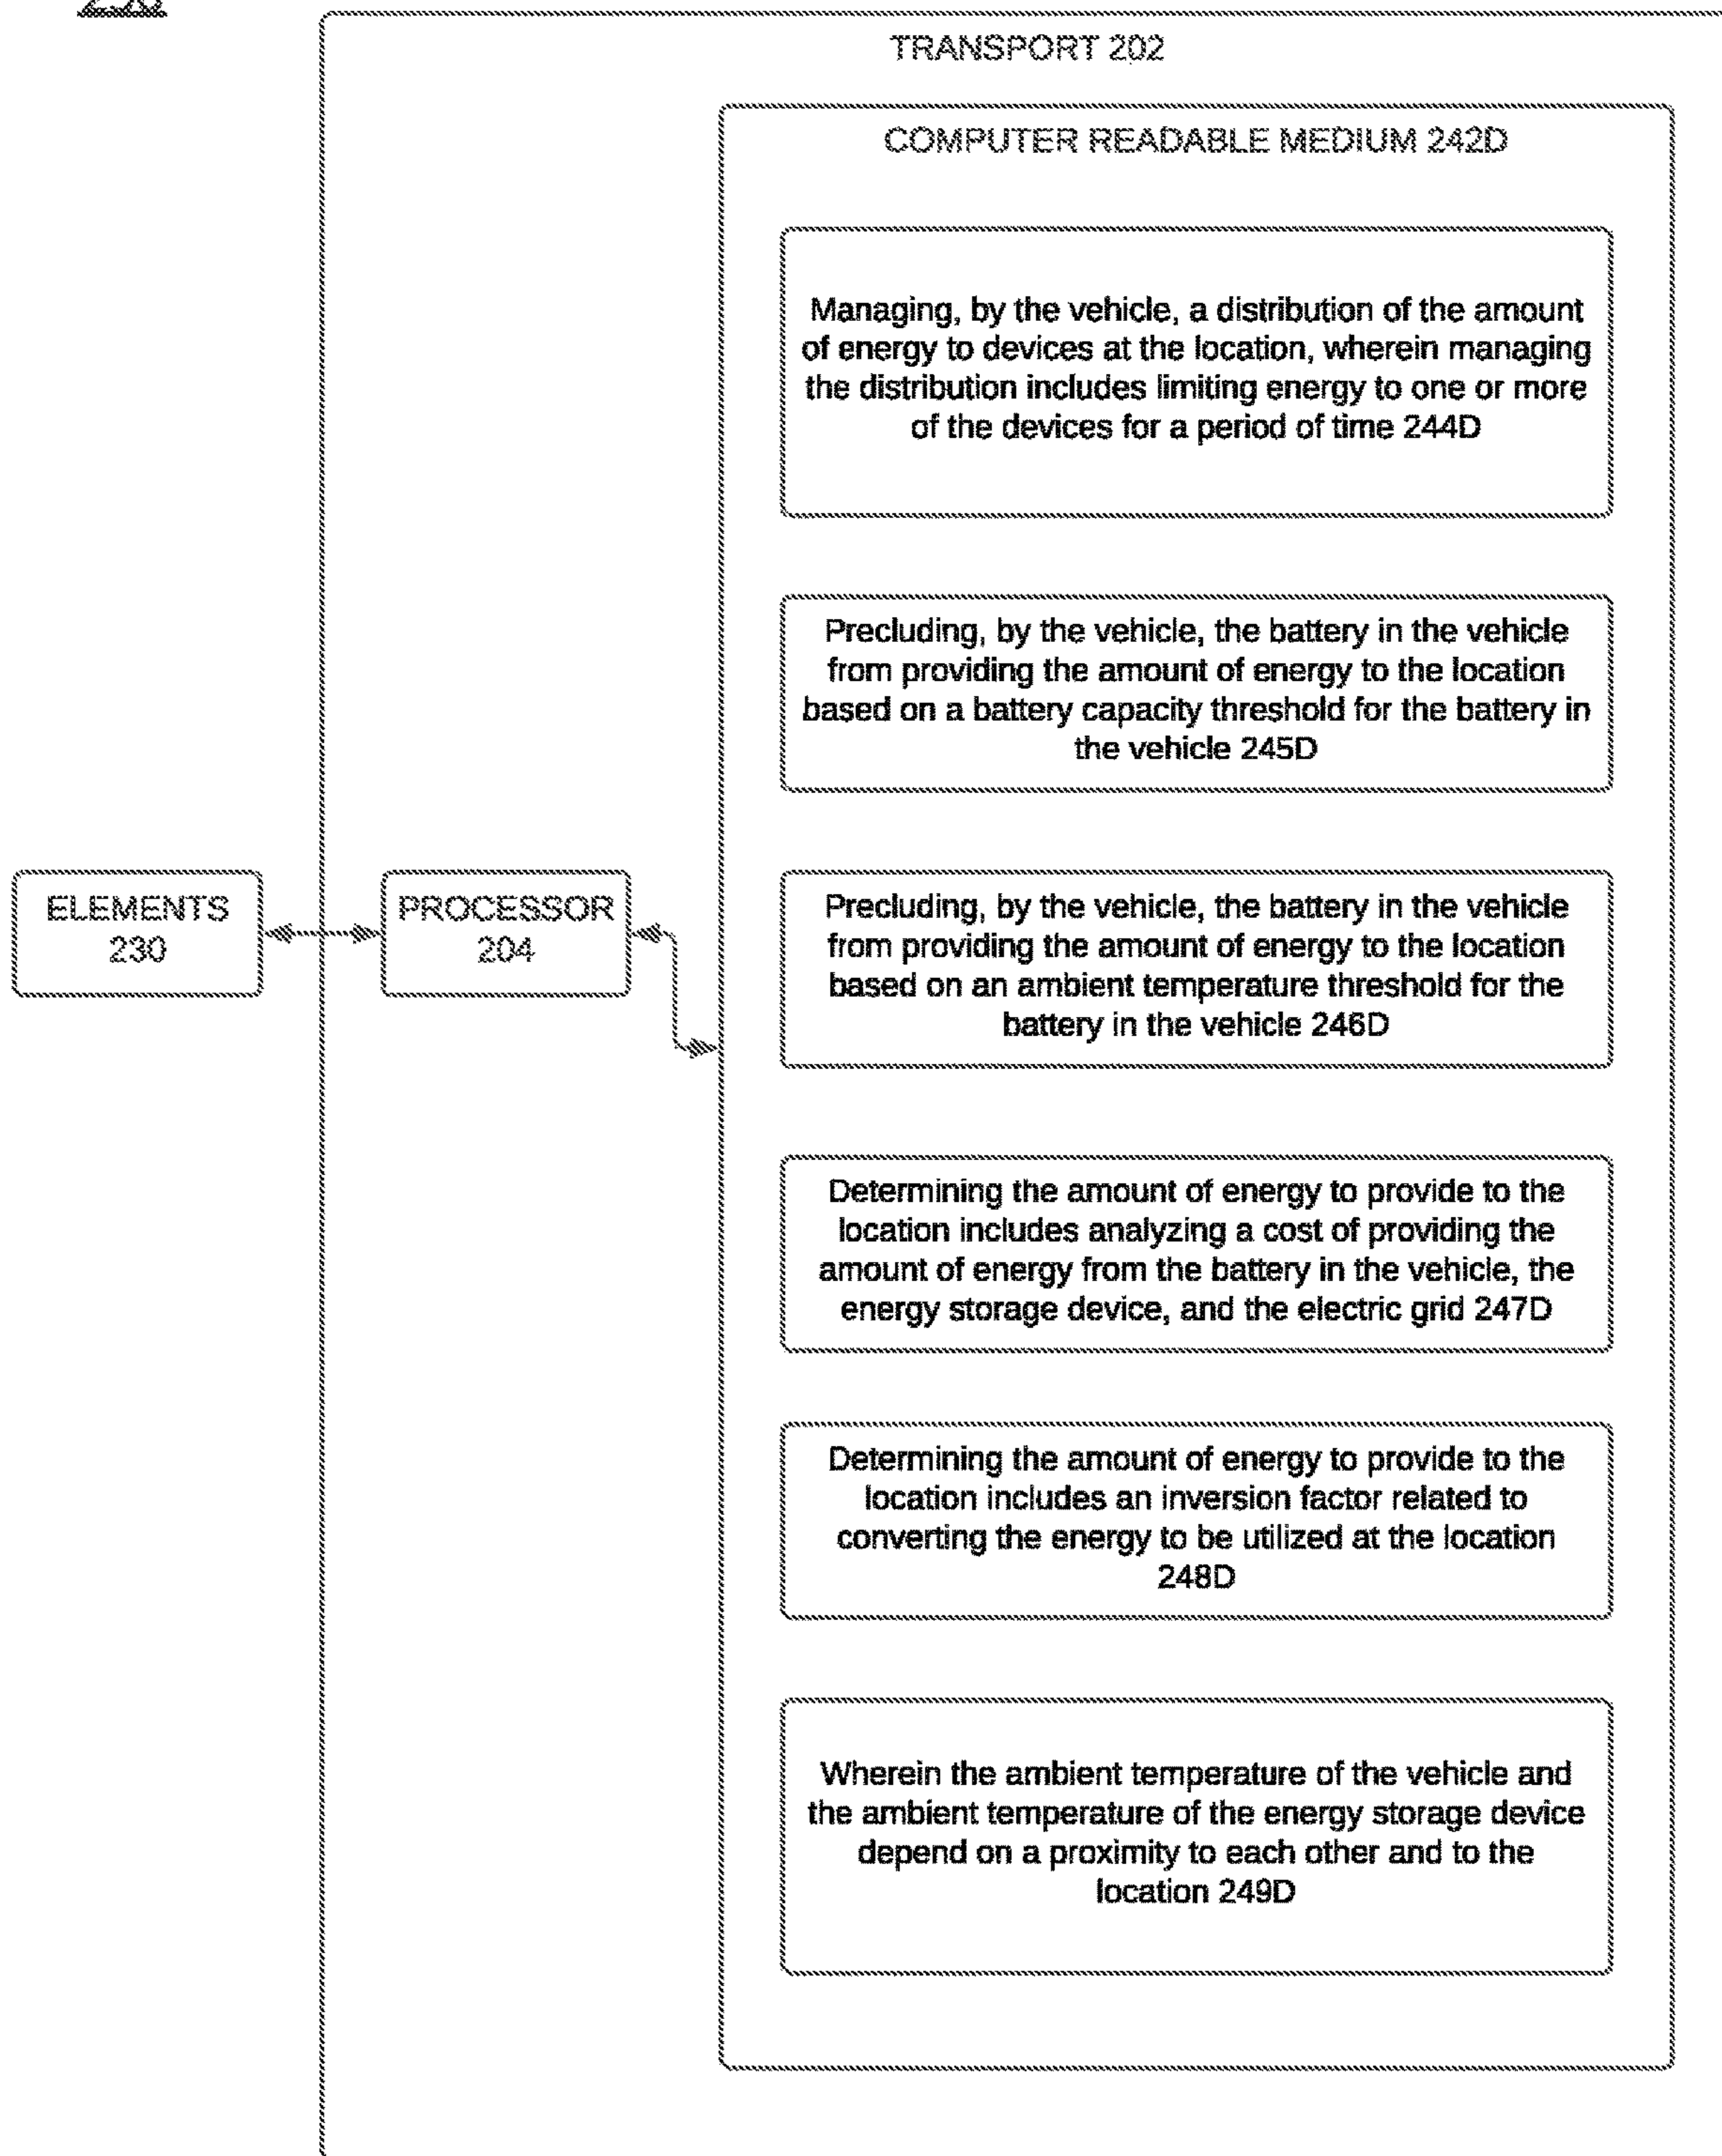 TRANSPORT 202
COMPUTER READABLE MEDIUM 242D
Managing, by the vehicle, a distribution of the amount
of energy to devices at the location, wherein managing
the distribution includes limiting energy to one or more
of the devices for a period of time 244D
Precluding, by the vehicle, the battery in the vehicle
from providing the amount of energy to the location
based on a battery capacity threshold for the battery in
the vehicle 245D
ELEMENTS
230
PROCESSOR
204
Precluding, by the vehicle, the battery in the vehicle
from providing the amount of energy to the location
based on an ambient temperature threshold for the
battery in the vehicle 246D
Determining the amount of energy to provide to the
location includes analyzing a cost of providing the
amount of energy from the battery in the vehicle, the
energy storage device, and the electric grid 247D
Determining the amount of energy to provide to the
location includes an inversion factor related to
converting the energy to be utilized at the location
248D
Wherein the ambient temperature of the vehicle and
the ambient temperature of the energy storage device
depend on a proximity to each other and to the
location 249D